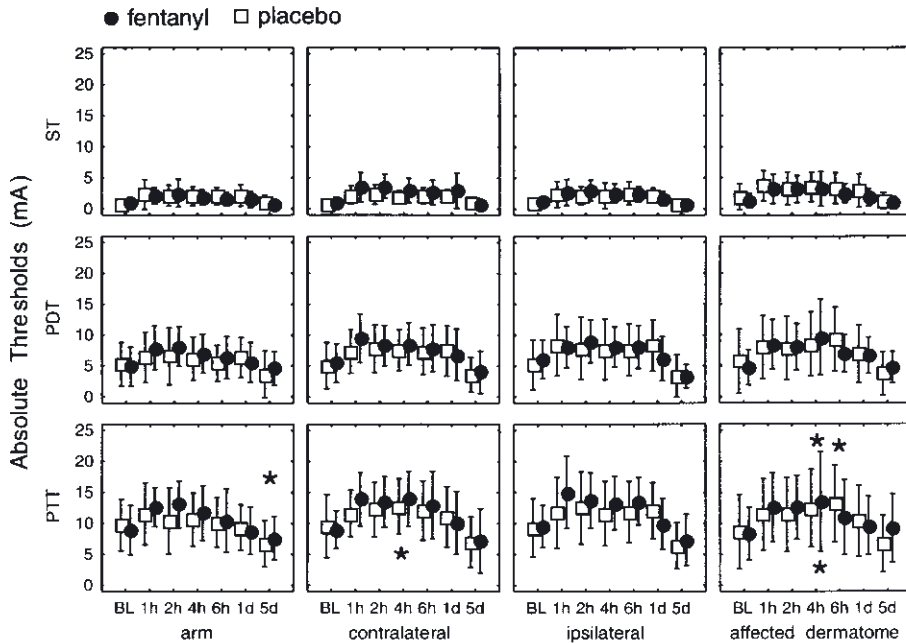 ● fentanyl □ placebo
Absolute Thresholds (mA)
ST
25
20
15
10
5
0
PDT
25
20
15
10
5
0
PTT
25
20
15
10
5
0
*
*
* *
*
BL 1h 2h 4h 6h 1d 5d
BL 1h 2h 4h 6h 1d 5d
BL 1h 2h 4h 6h 1d 5d
BL 1h 2h 4h 6h 1d 5d
arm
contralateral
ipsilateral
affected dermatome